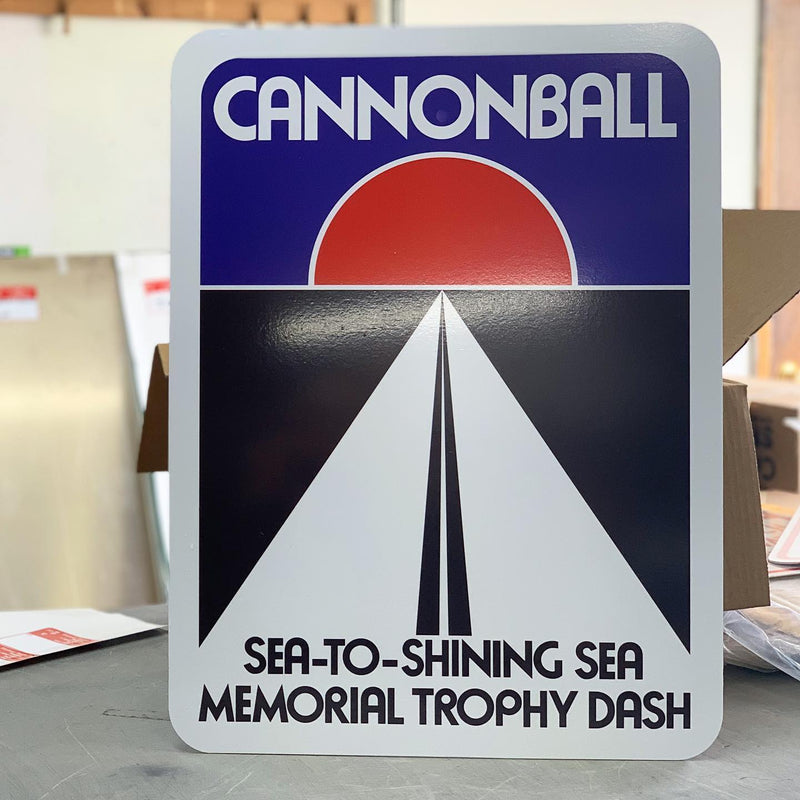 CANNONBALL
SEA-TO-SHINING SEA
MEMORIAL TROPHY DASH